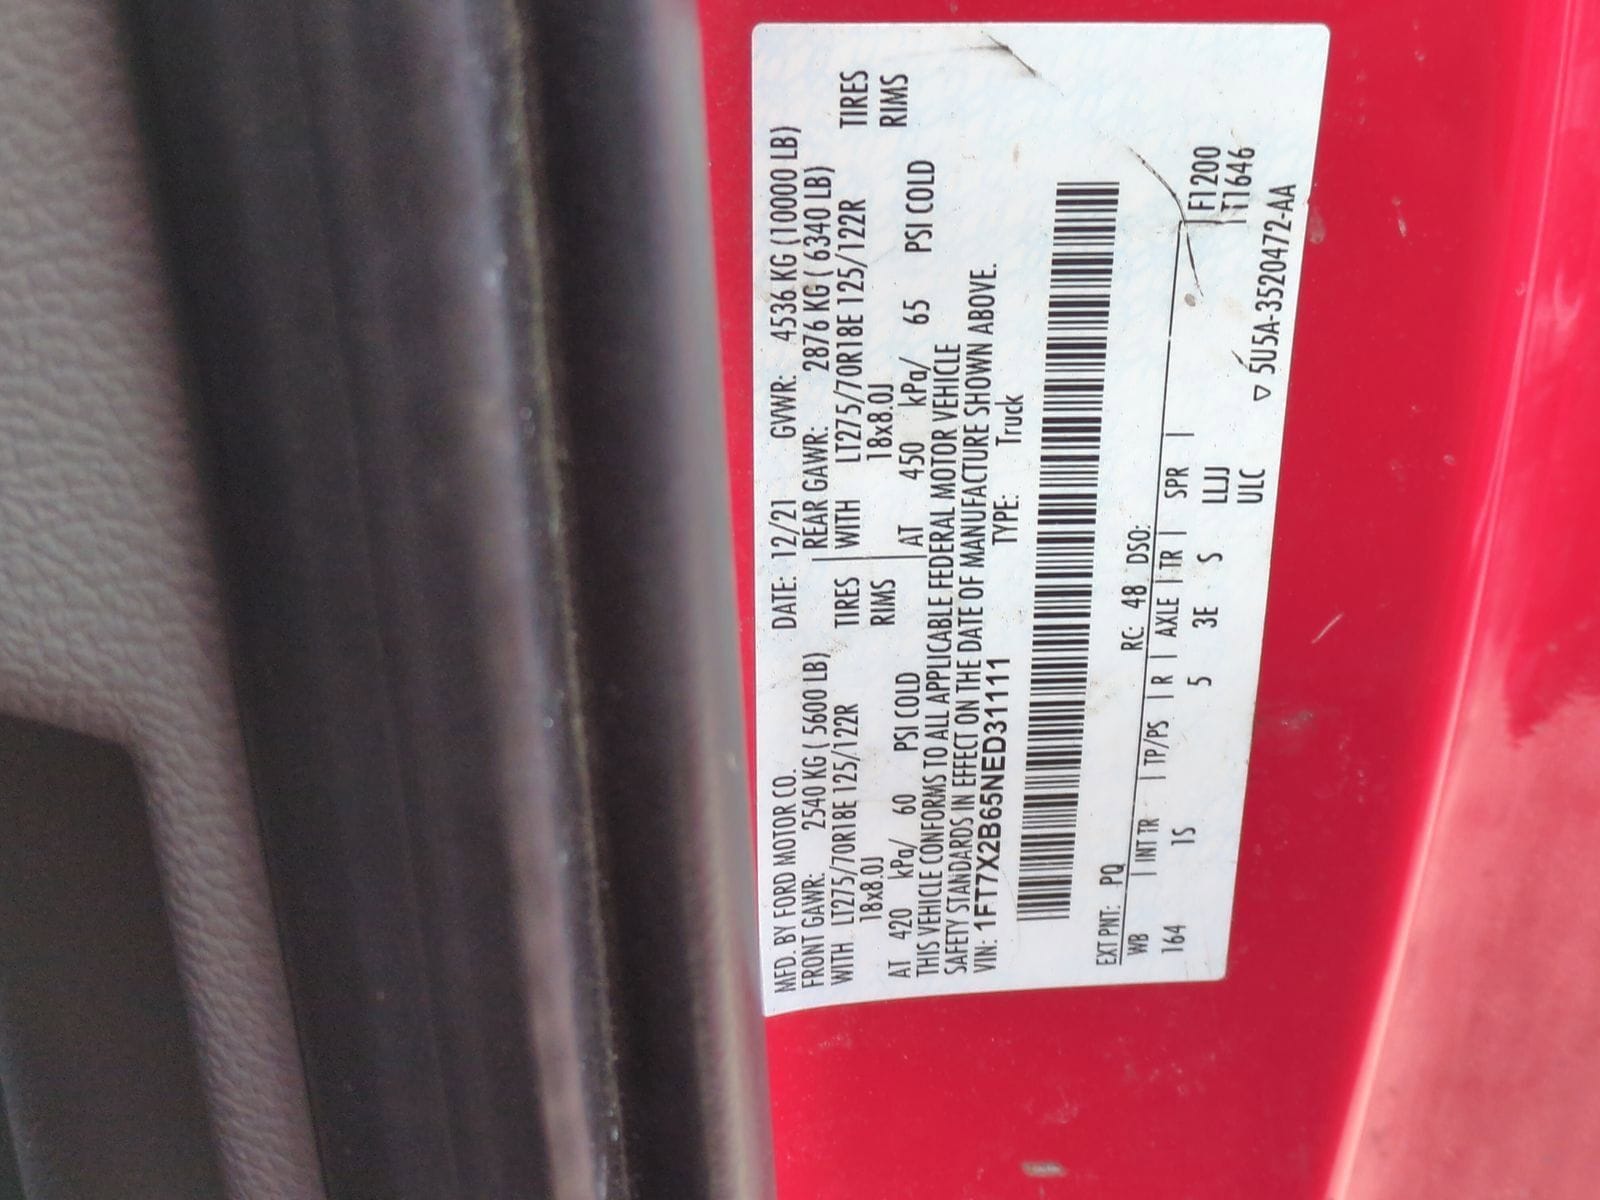 MFD. BY FORD MOTOR CO. DATE: 12/21 GVWR: 4536 KG (10000 LB)
FRONT GAWR: 2540 KG ( 5600 LB) REAR GAWR: 2876 KG ( 6340 LB)
WITH LT275/70R18E 125/122R TIRES WITH LT275/70R18E 125/122R TIRES
18x8.0J RIMS 18x8.0J RIMS
AT 420 kPa/ 60 PSI COLD AT 450 kPa/ 65 PSI COLD
THIS VEHICLE CONFORMS TO ALL APPLICABLE FEDERAL MOTOR VEHICLE
SAFETY STANDARDS IN EFFECT ON THE DATE OF MANUFACTURE SHOWN ABOVE.
VIN: 1FT7X2B65NED31111 TYPE: Truck
EXT PNT: PQ RC: 48 DSO:
WB | INT TR | TP/PS | R | AXLE | TR | SPR | F1200
164 1S 5 3E S LLJJ T1646
ULC
▽ 5U5A-3520472-AA